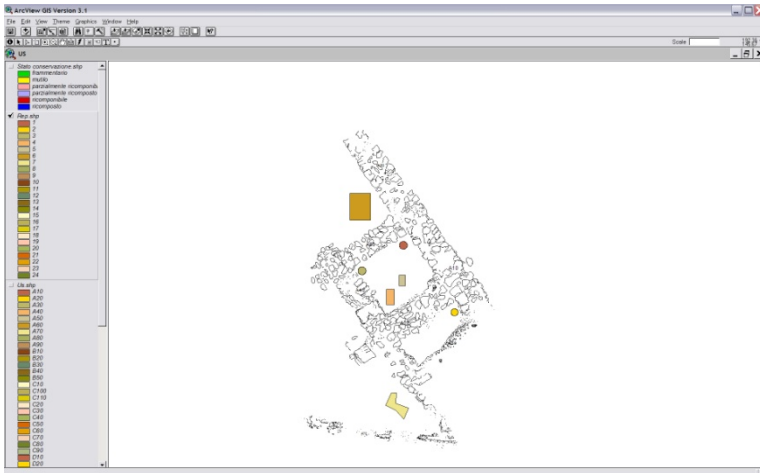 ArcView GIS Version 3.1
File Edit View Theme Graphics Window Help
Scale
US
Stato conservazione.shp
frammentario
mutilo
parzialmente ricomponib
parzialmente ricomposto
ricomponibile
ricomposto
Rep.shp
1
2
3
4
5
6
7
8
9
10
11
12
13
14
15
16
17
18
19
20
21
22
23
24
Us.shp
A10
A20
A30
A40
A50
A60
A70
A80
A90
B10
B20
B30
B40
B50
C10
C100
C110
C20
C30
C40
C50
C60
C70
C80
C90
D10
D20